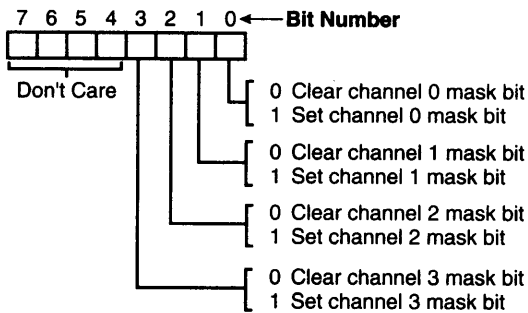 7 6 5 4 3 2 1 0 Bit Number
Don't Care
0 Clear channel 0 mask bit
1 Set channel 0 mask bit
0 Clear channel 1 mask bit
1 Set channel 1 mask bit
0 Clear channel 2 mask bit
1 Set channel 2 mask bit
0 Clear channel 3 mask bit
1 Set channel 3 mask bit